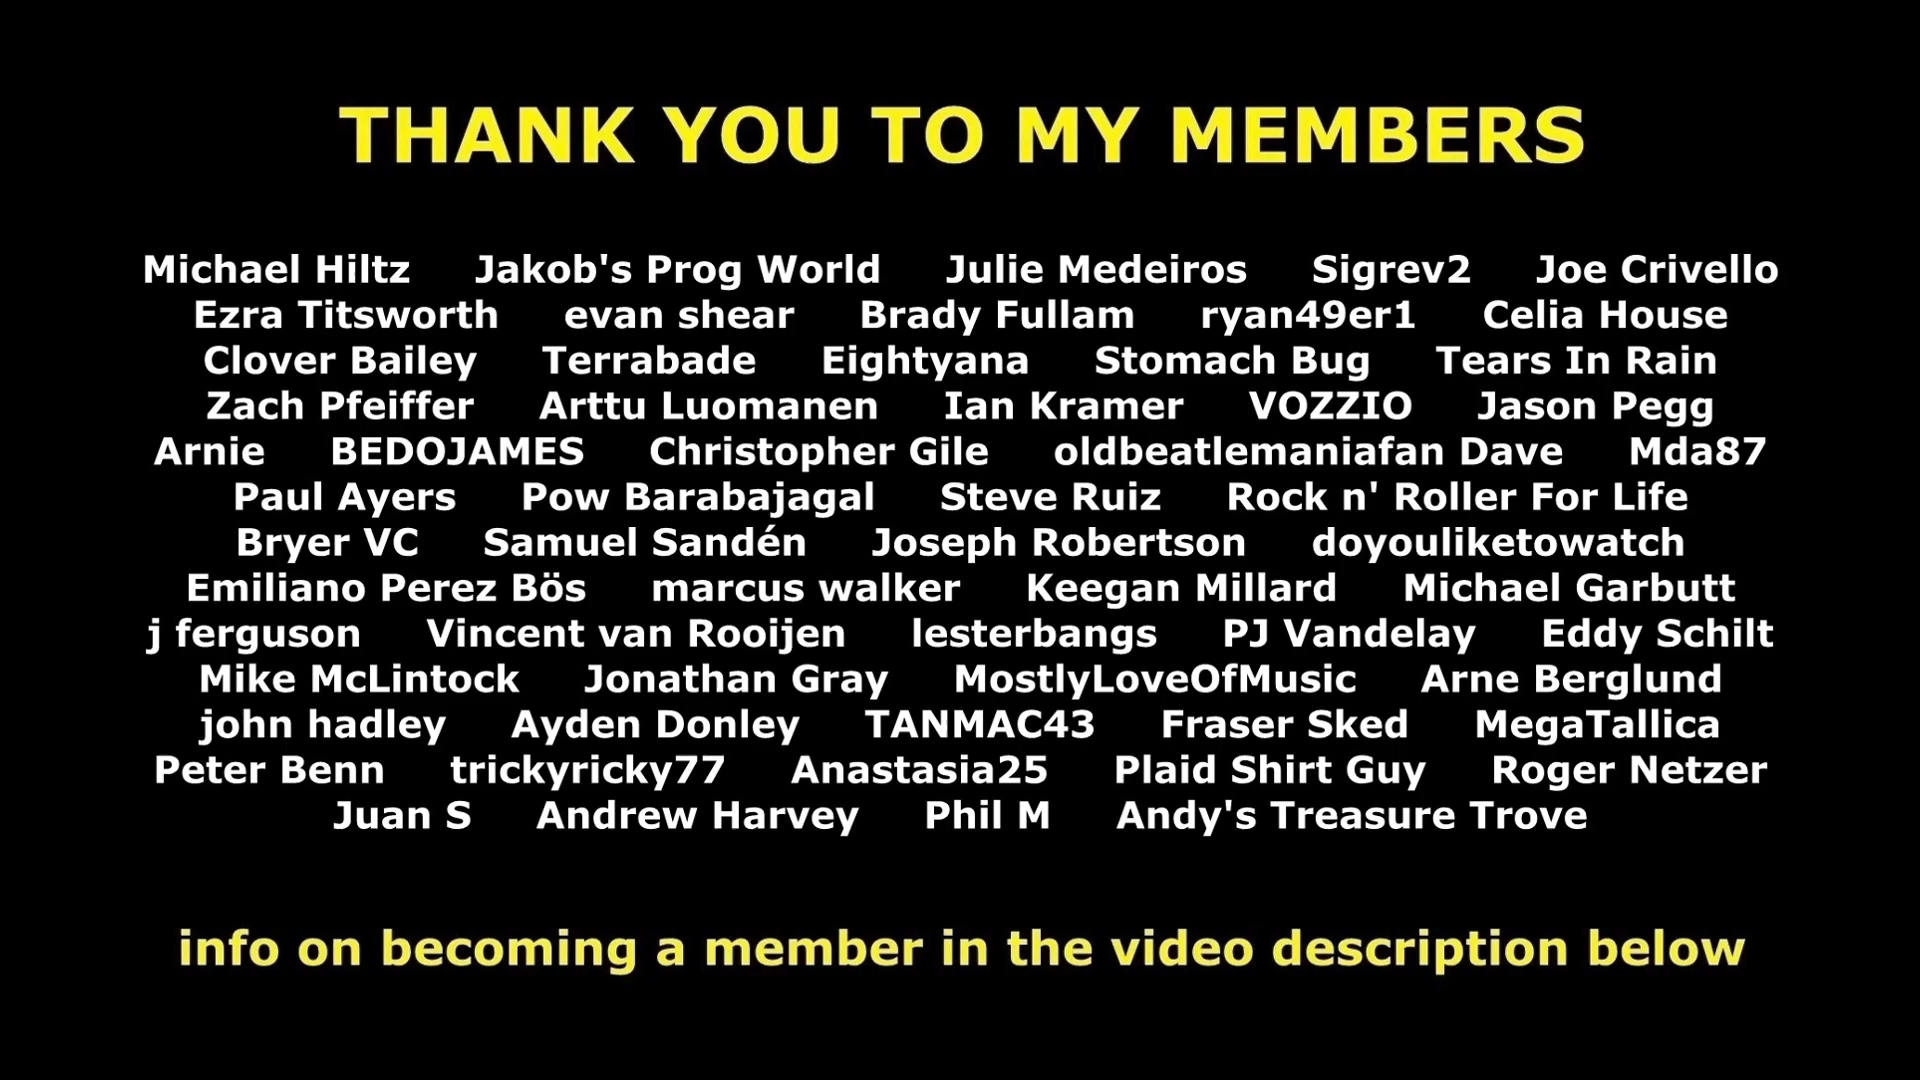 THANK YOU TO MY MEMBERS
Michael Hiltz Jakob's Prog World Julie Medeiros Sigrev2 Joe Crivello
Ezra Titsworth evan shear Brady Fullam ryan49er1 Celia House
Clover Bailey Terrabade Eightyana Stomach Bug Tears In Rain
Zach Pfeiffer Arttu Luomanen Ian Kramer VOZZIO Jason Pegg
Arnie BEDOJAMES Christopher Gile oldbeatlemaniafan Dave Mda87
Paul Ayers Pow Barabajagal Steve Ruiz Rock n' Roller For Life
Bryer VC Samuel Sandén Joseph Robertson doyouliketowatch
Emiliano Perez Bös marcus walker Keegan Millard Michael Garbutt
j ferguson Vincent van Rooijen lesterbangs PJ Vandelay Eddy Schilt
Mike McLintock Jonathan Gray MostlyLoveOfMusic Arne Berglund
john hadley Ayden Donley TANMAC43 Fraser Sked MegaTallica
Peter Benn trickyricky77 Anastasia25 Plaid Shirt Guy Roger Netzer
Juan S Andrew Harvey Phil M Andy's Treasure Trove
info on becoming a member in the video description below